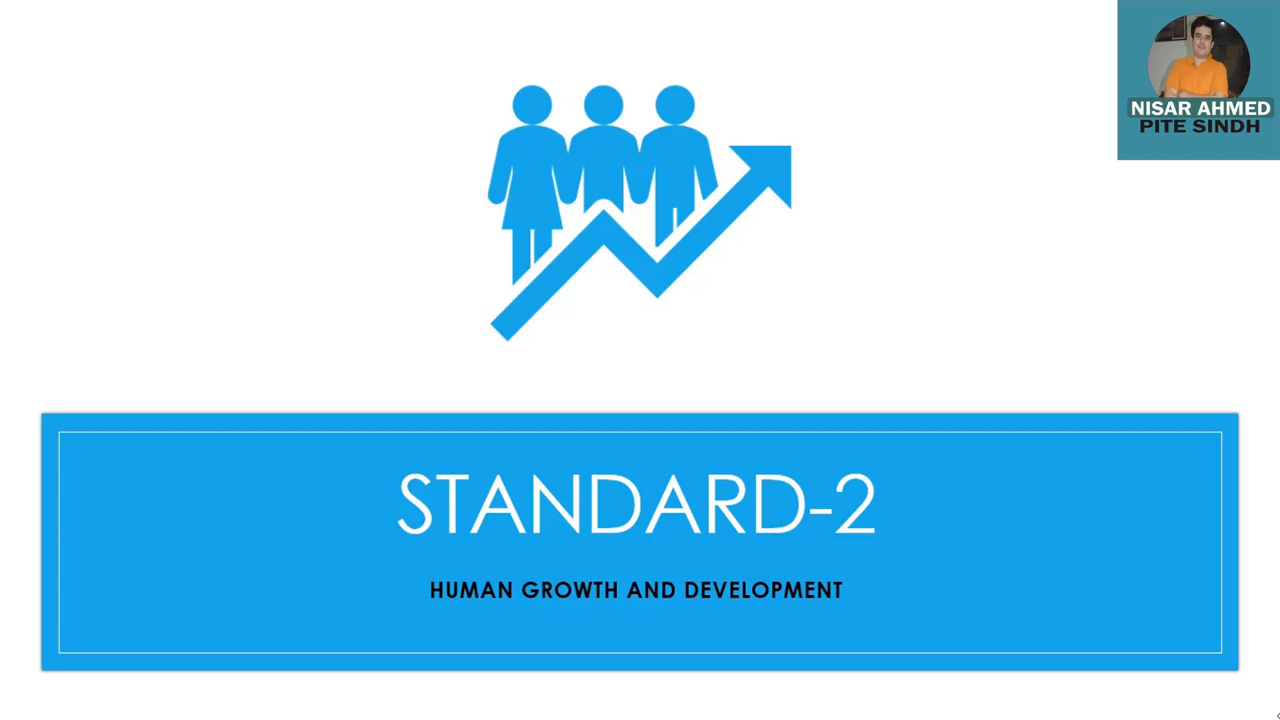 NISAR AHMED
PITE SINDH
STANDARD-2
HUMAN GROWTH AND DEVELOPMENT